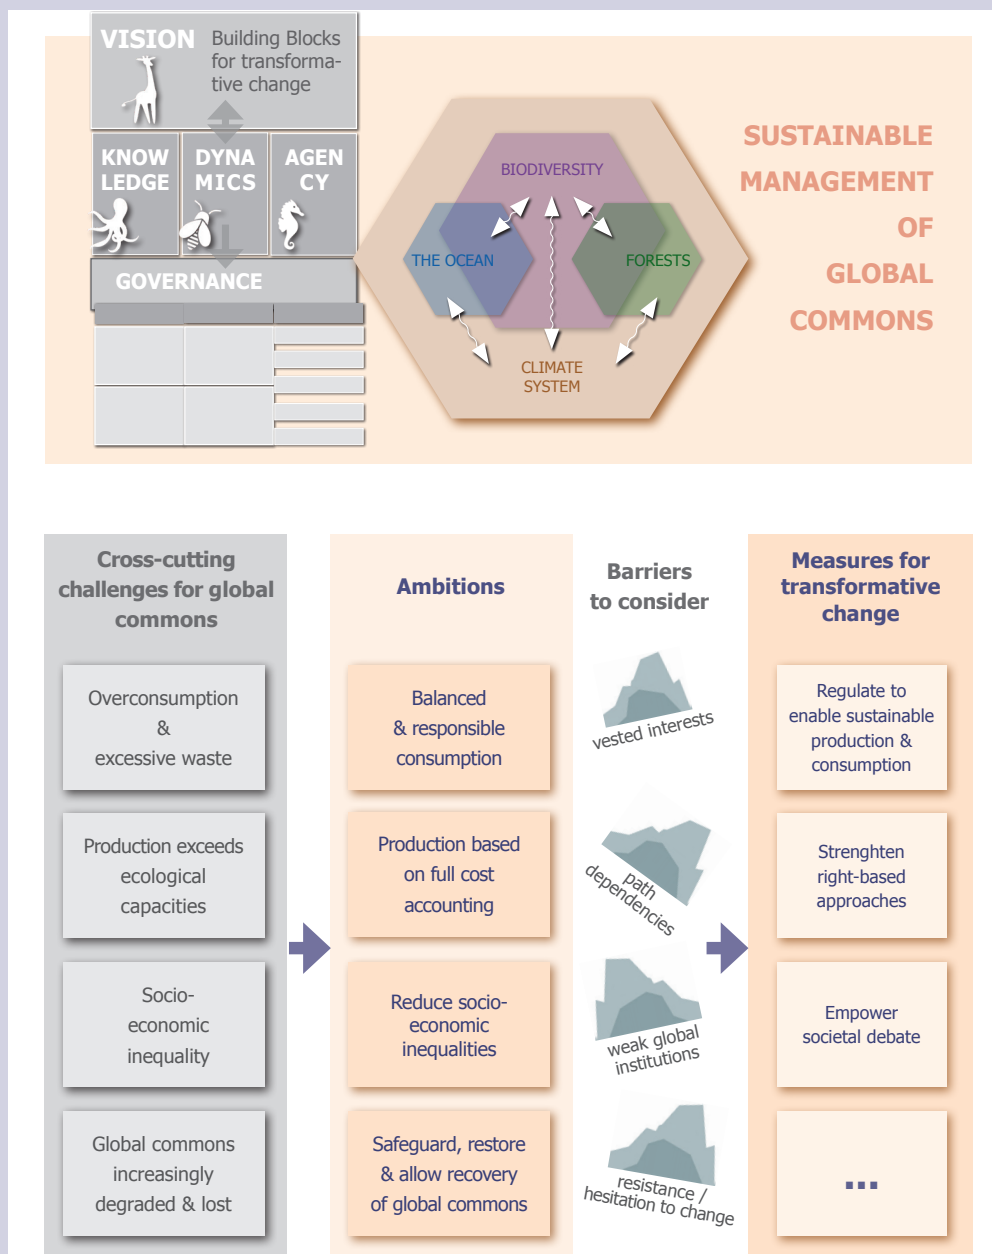 VISION
Building Blocks
for transforma-
tive change
KNOW
LEDGE
DYNA
MICS
AGEN
CY
GOVERNANCE
BIODIVERSITY
THE OCEAN
FORESTS
CLIMATE
SYSTEM
SUSTAINABLE
MANAGEMENT
OF
GLOBAL
COMMONS
Cross-cutting
challenges for global
commons
Overconsumption
&
excessive waste
Production exceeds
ecological
capacities
Socio-
economic
inequality
Global commons
increasingly
degraded & lost
Ambitions
Balanced
& responsible
consumption
Production based
on full cost
accounting
Reduce socio-
economic
inequalities
Safeguard, restore
& allow recovery
of global commons
Barriers
to consider
vested interests
path
dependencies
weak global
institutions
resistance /
hesitation to change
Measures for
transformative
change
Regulate to
enable sustainable
production &
consumption
Strenghten
right-based
approaches
Empower
societal debate
...